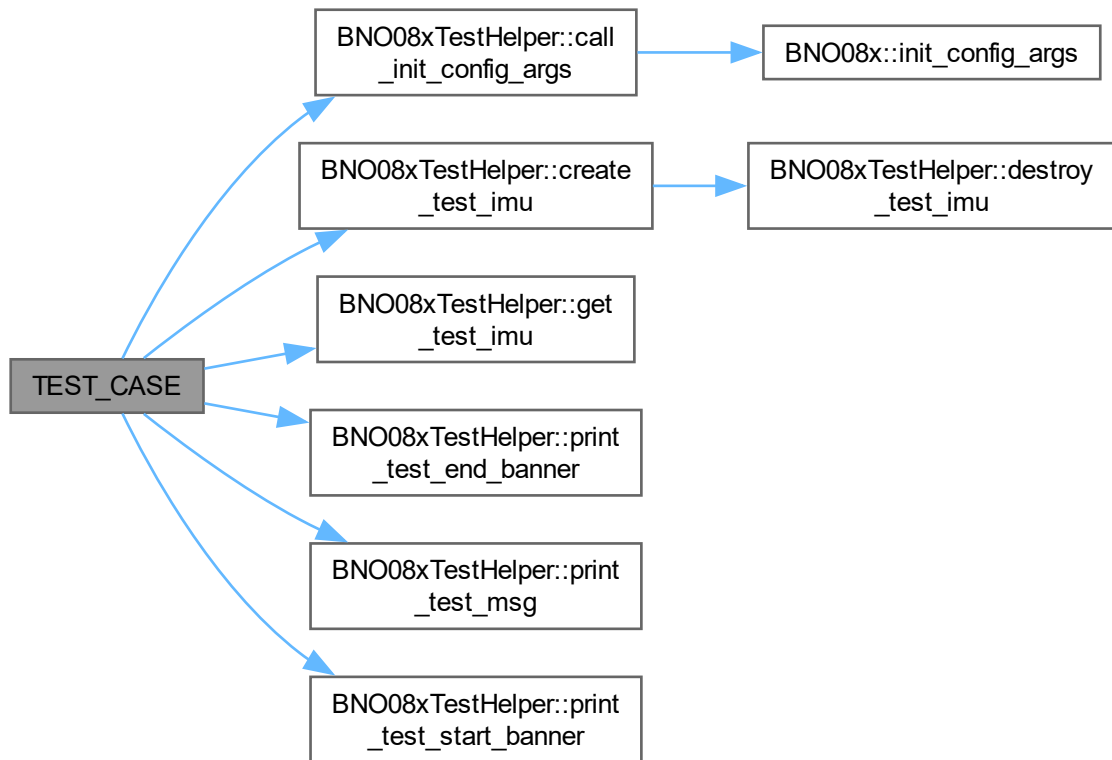 BNO08xTestHelper::call
_init_config_args
BNO08x::init_config_args
BNO08xTestHelper::create
_test_imu
BNO08xTestHelper::destroy
_test_imu
BNO08xTestHelper::get
_test_imu
TEST_CASE
BNO08xTestHelper::print
_test_end_banner
BNO08xTestHelper::print
_test_msg
BNO08xTestHelper::print
_test_start_banner